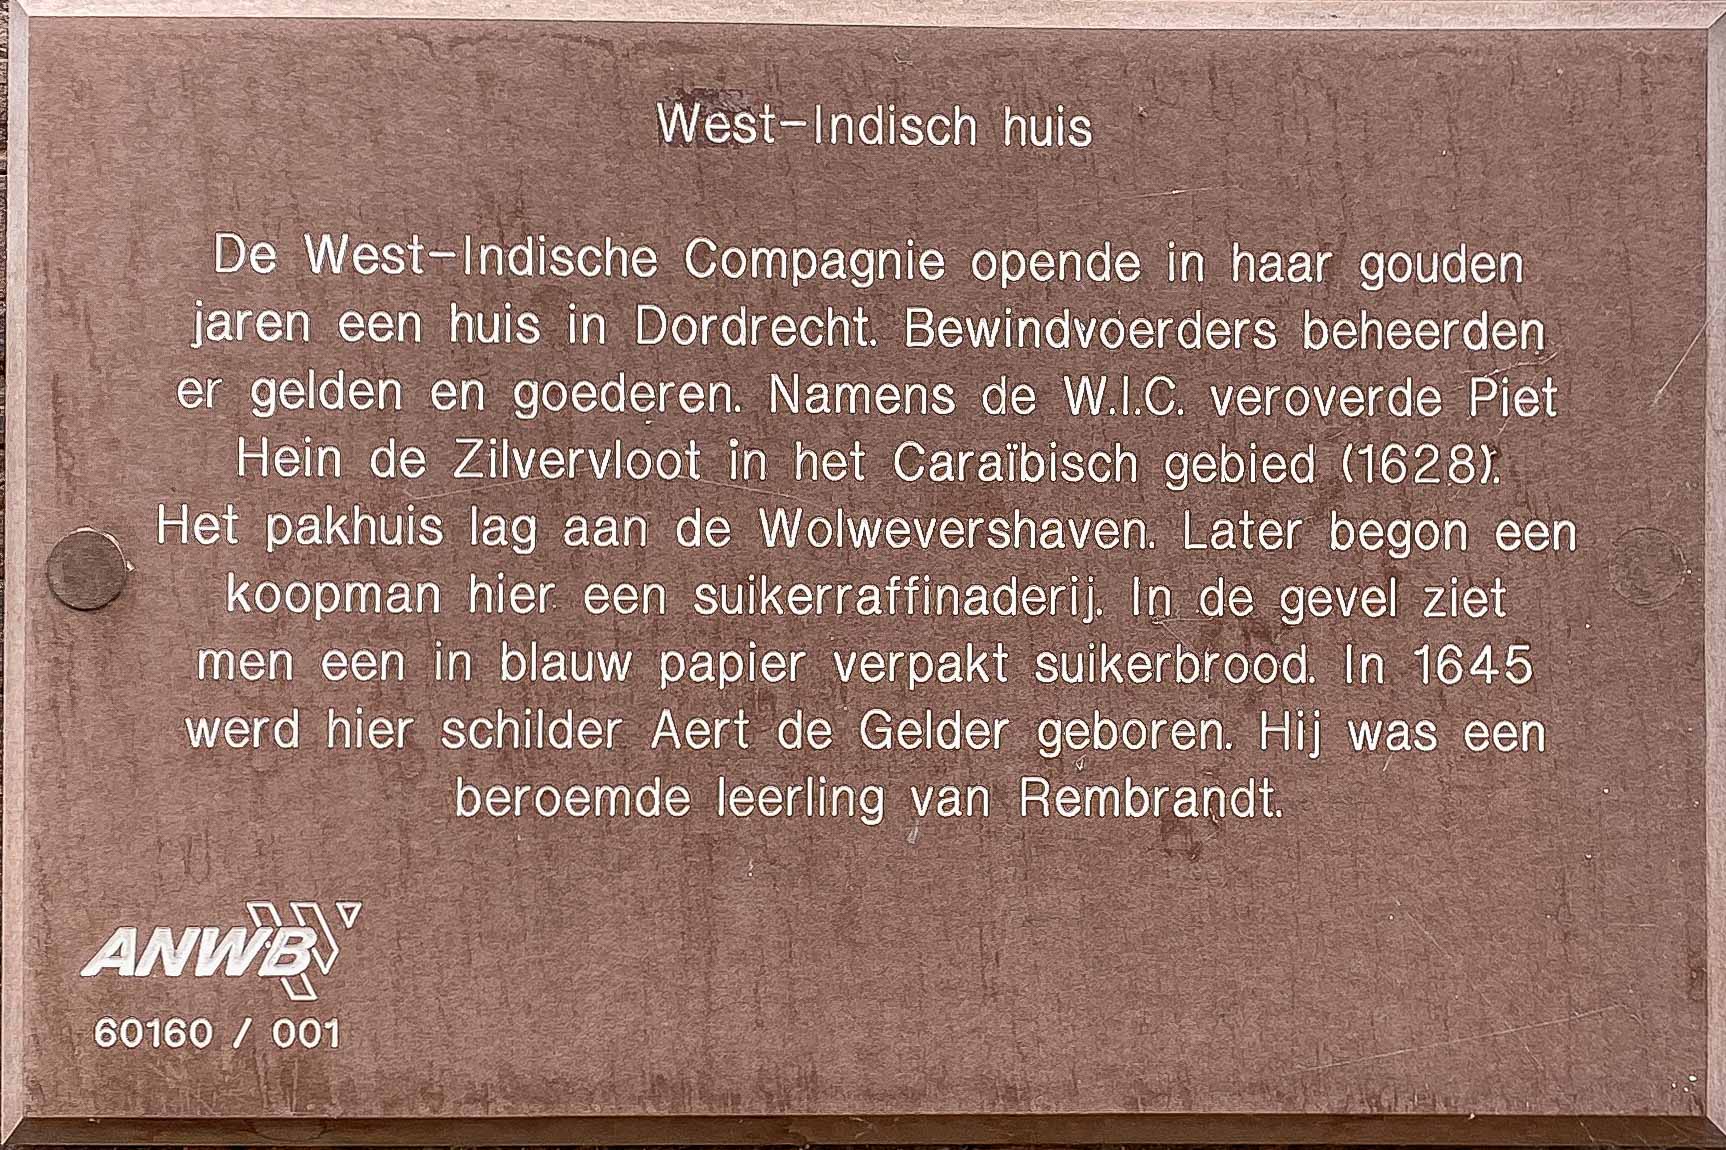 West-Indisch huis
De West-Indische Compagnie opende in haar gouden
jaren een huis in Dordrecht. Bewindvoerders beheerden
er gelden en goederen. Namens de W.I.C. veroverde Piet
Hein de Zilvervloot in het Caraïbisch gebied (1628).
Het pakhuis lag aan de Wolwevershaven. Later begon een
koopman hier een suikerraffinaderij. In de gevel ziet
men een in blauw papier verpakt suikerbrood. In 1645
werd hier schilder Aert de Gelder geboren. Hij was een
beroemde leerling van Rembrandt.
ANWB
60160 / 001